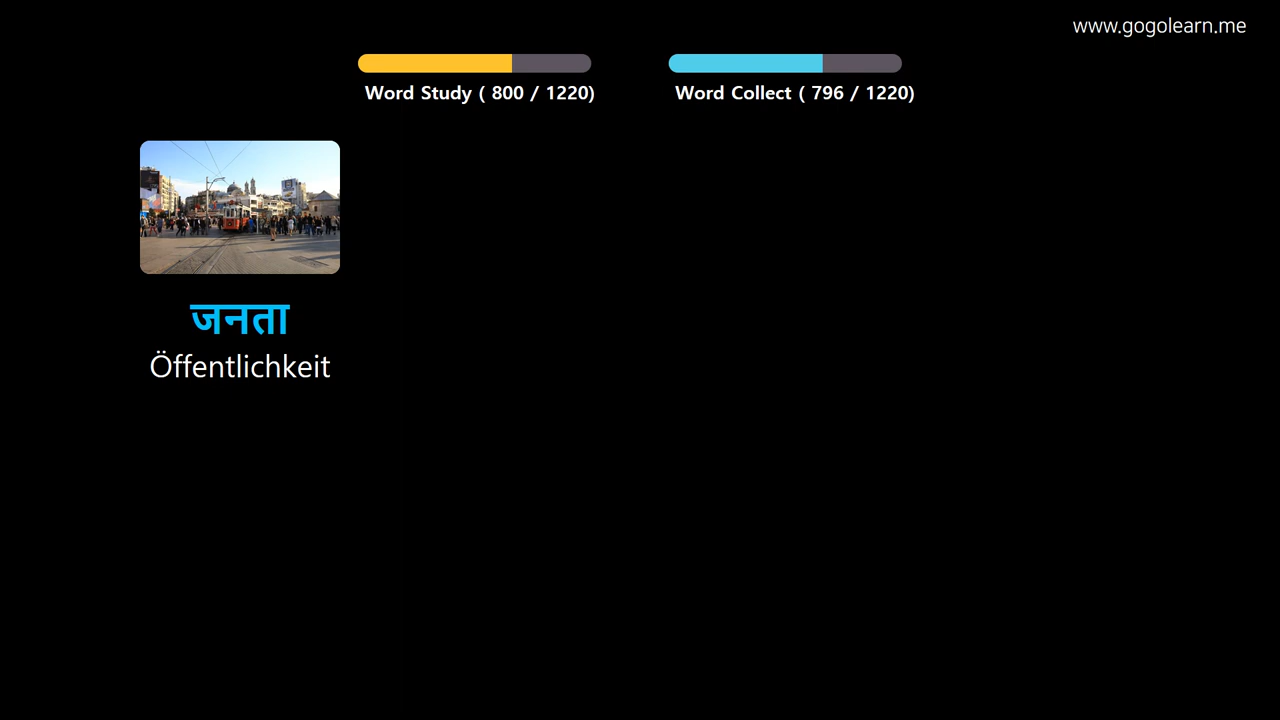 www.gogolearn.me
Word Study ( 800 / 1220)
Word Collect ( 796 / 1220)
जनता
Öffentlichkeit